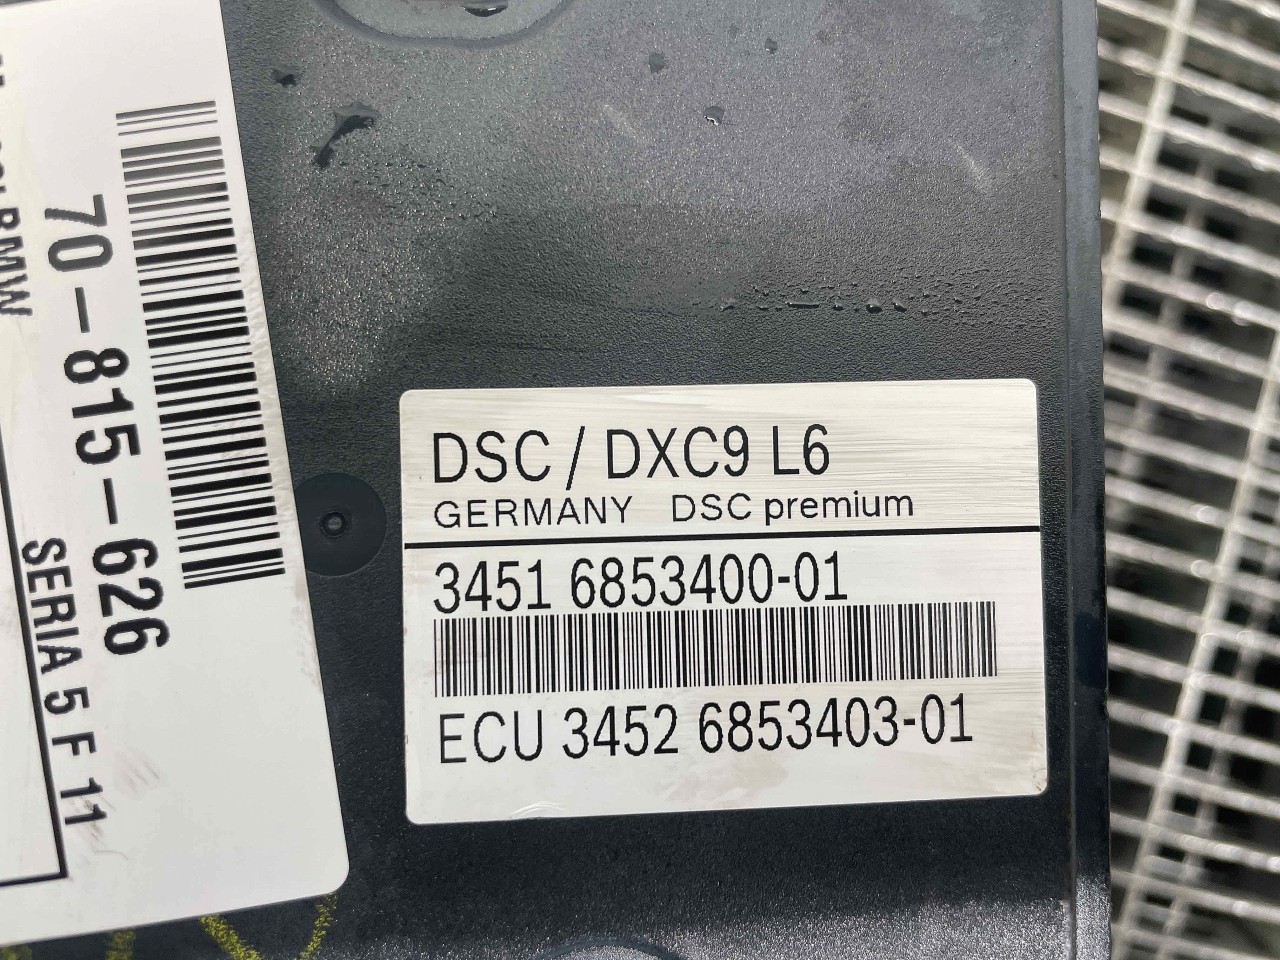 DSC / DXC9 L6
GERMANY DSC premium
3451 6853400-01
ECU 3452 6853403-01
70-815-626
SERIA 5 F 11
BMW